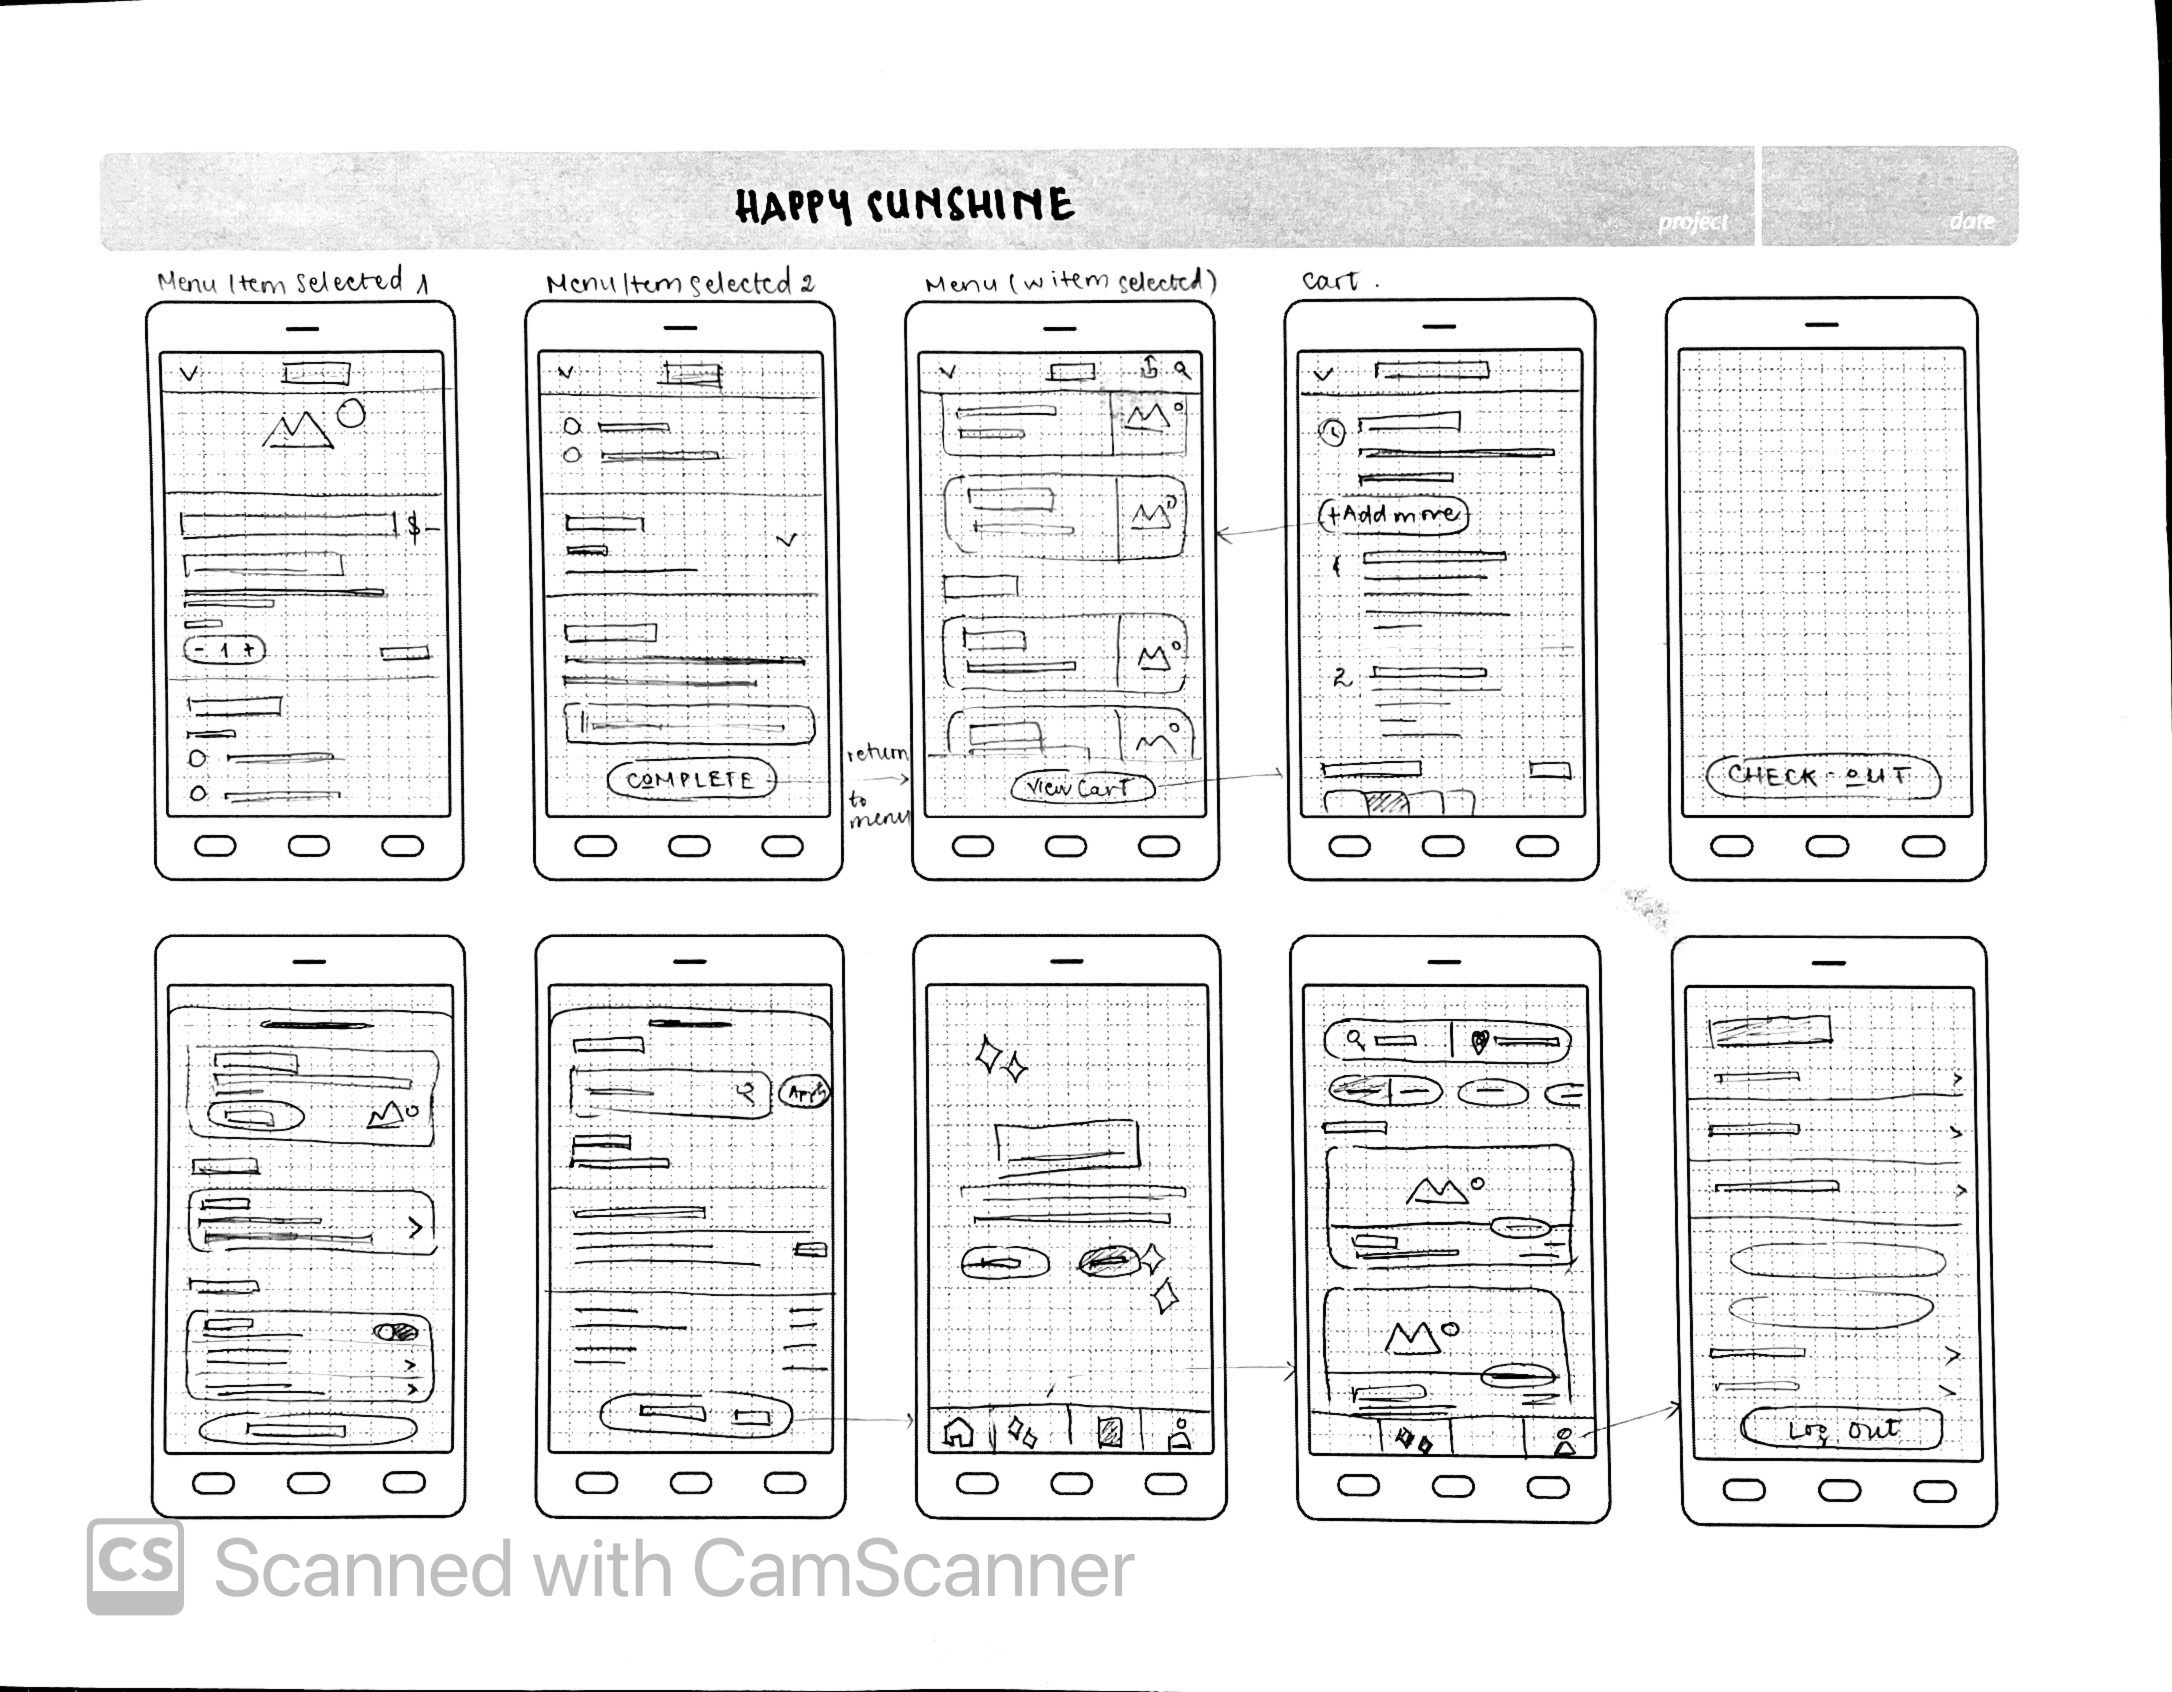 HAPPY SUNSHINE
project
date
Menu Item Selected 1
Menu Item Selected 2
Menu (w item selected)
cart.
$-
+ Add more
- 1 +
1
2
return
to
menu
COMPLETE
View Cart
CHECK-OUT
Apply
Log Out
CS Scanned with CamScanner